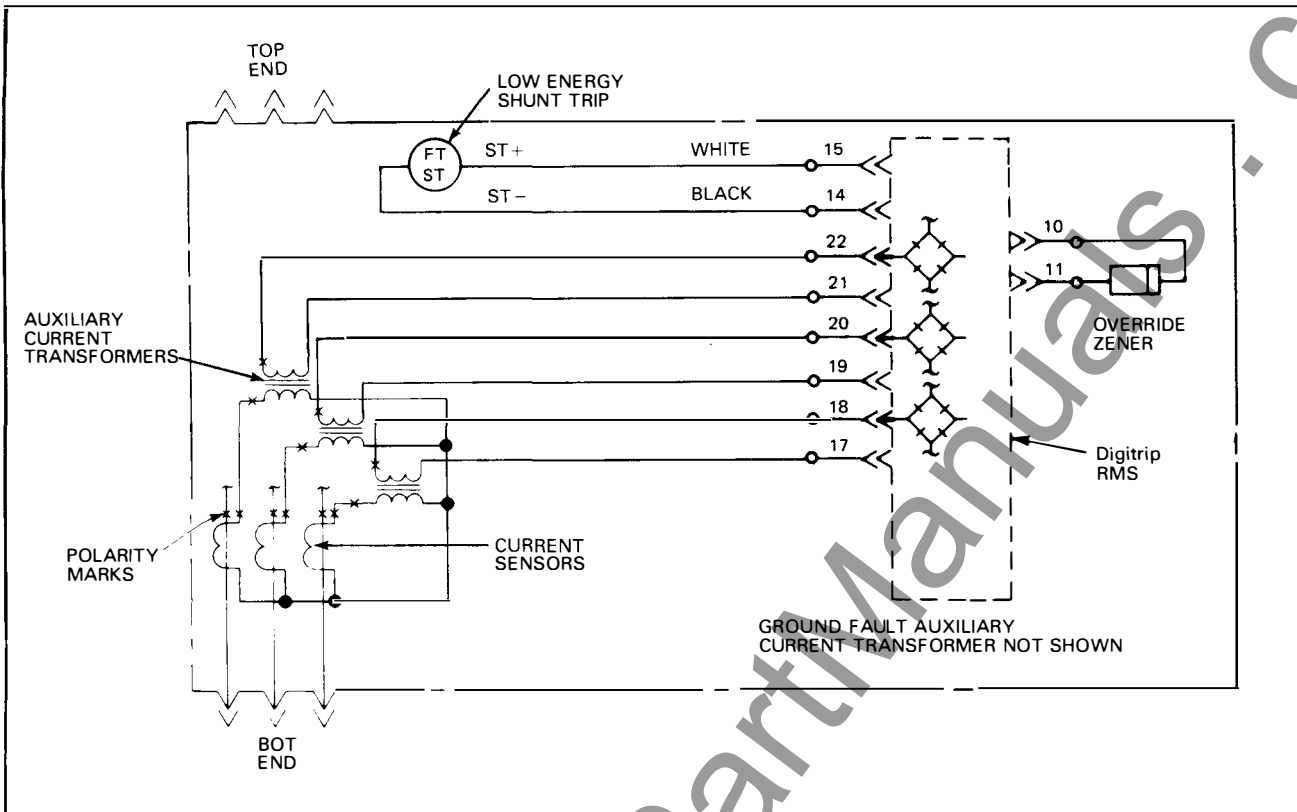 TOP
END
LOW ENERGY
SHUNT TRIP
FT
ST
ST+
WHITE
15
ST−
BLACK
14
22
10
21
11
AUXILIARY
CURRENT
TRANSFORMERS
20
OVERRIDE
ZENER
19
18
17
Digitrip
RMS
POLARITY
MARKS
CURRENT
SENSORS
GROUND FAULT AUXILIARY
CURRENT TRANSFORMER NOT SHOWN
BOT
END
artManuals . c